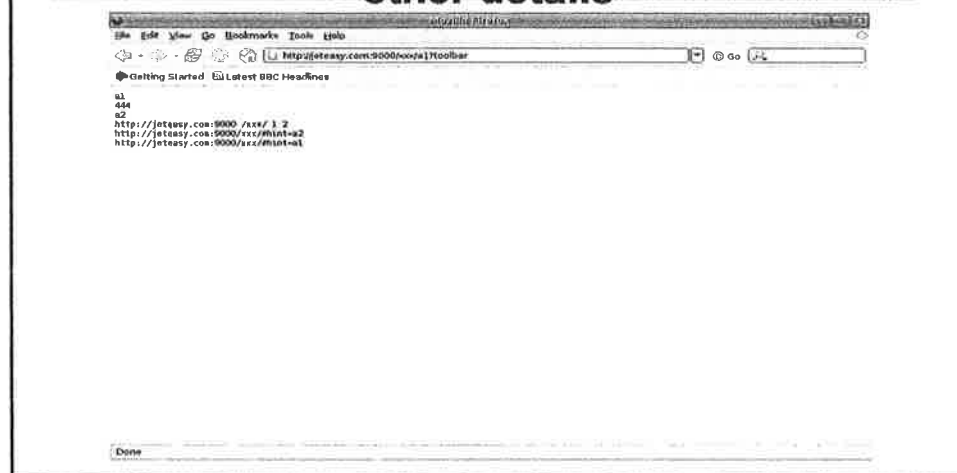 Other details
File Edit View Go Bookmarks Tools Help
http://jeteasy.com:9000/xxx/a1?toolbar
Go
Getting Started Latest BBC Headlines
a1
444
a2
http://jeteasy.com:9000 /xxx/ 1 2
http://jeteasy.com:9000/xxx/#hint=a2
http://jeteasy.com:9000/xxx/#hint=a1
Done